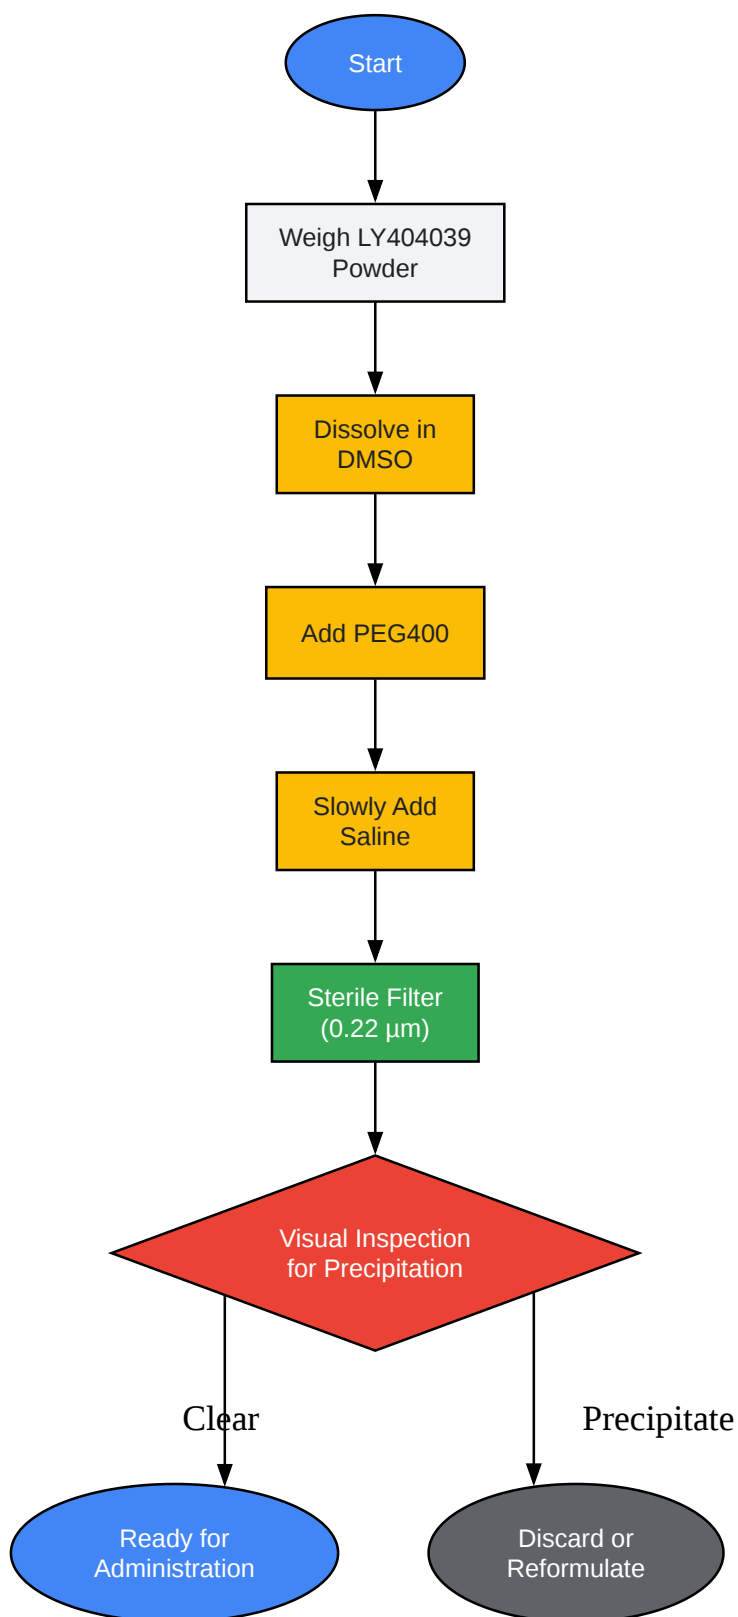 Start
Weigh LY404039
Powder
Dissolve in
DMSO
Add PEG400
Slowly Add
Saline
Sterile Filter
(0.22 µm)
Visual Inspection
for Precipitation
Clear
Precipitate
Ready for
Administration
Discard or
Reformulate